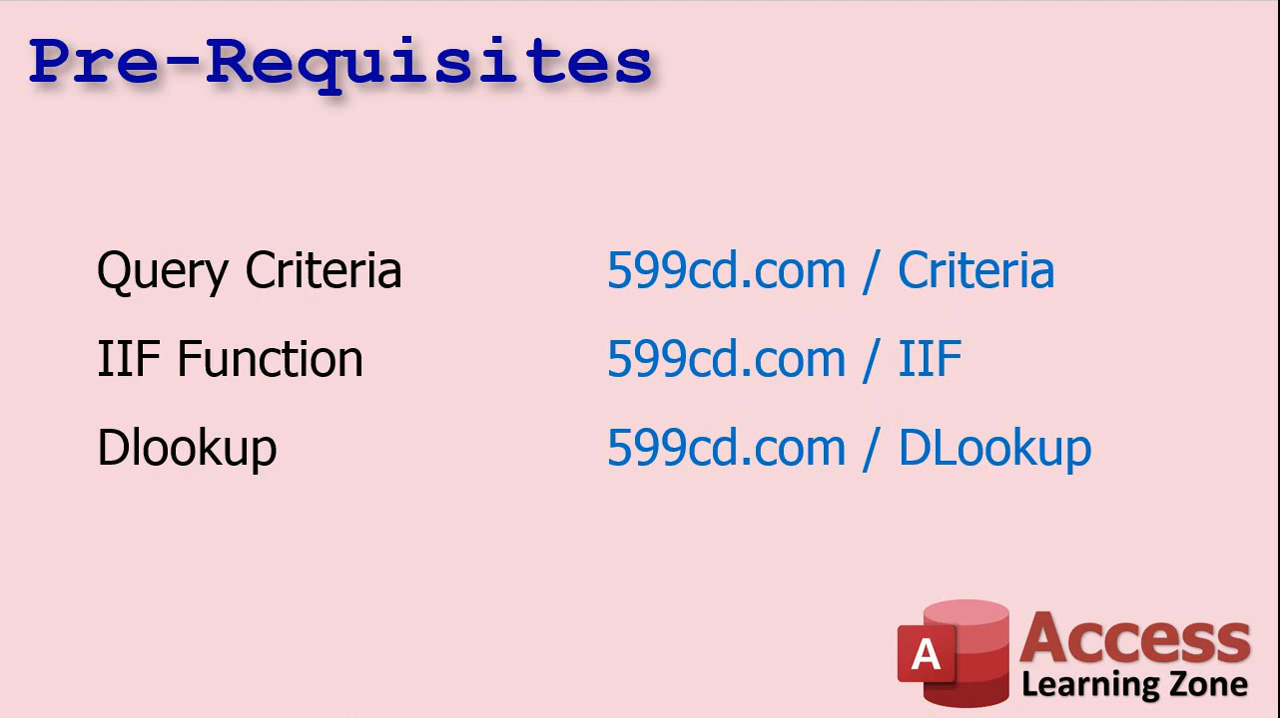 Pre-Requisites
Query Criteria 599cd.com / Criteria
IIF Function 599cd.com / IIF
Dlookup 599cd.com / DLookup
A Access
Learning Zone